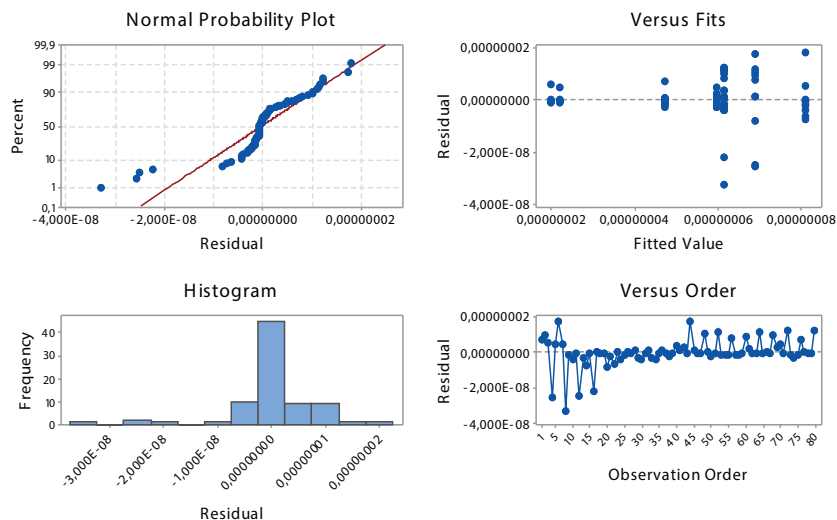 Normal Probability Plot
99,9
99
90
50
10
1
0,1
Percent
-4,000E-08 -2,000E-08 0,00000000 0,00000002
Residual
Versus Fits
0,00000002
0,00000000
-2,000E-08
-4,000E-08
Residual
0,000000002 0,000000004 0,000000006 0,000000008
Fitted Value
Histogram
40
30
20
10
0
Frequency
-3,000E-08 -2,000E-08 -1,000E-08 0,00000000 0,00000001 0,00000002
Residual
Versus Order
0,00000002
0,00000000
-2,000E-08
-4,000E-08
Residual
1 5 10 15 20 25 30 35 40 45 50 55 60 65 70 75 80
Observation Order